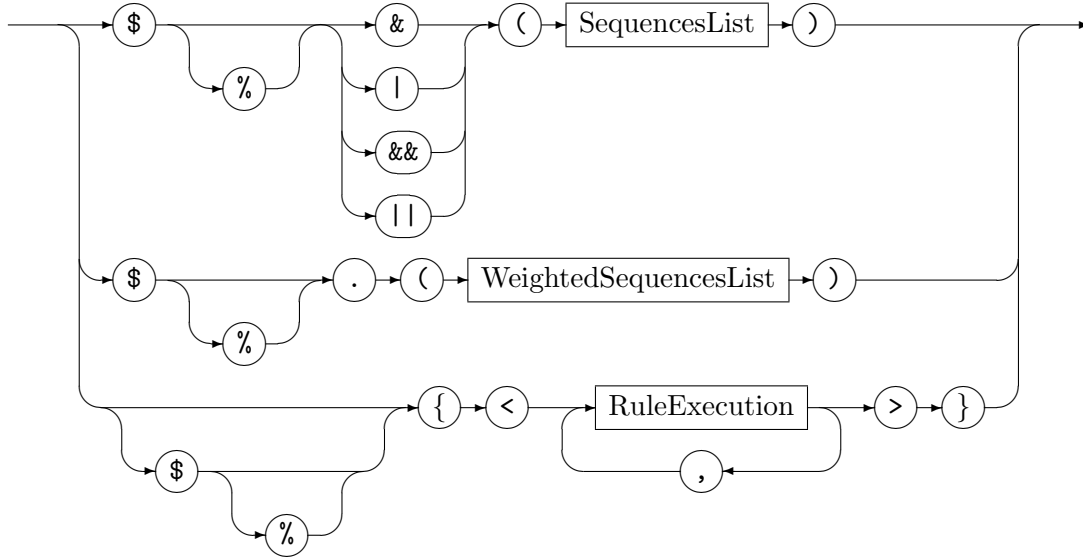 $ & ( SequencesList )
%
|
&&
||
$ . ( WeightedSequencesList )
%
{ < RuleExecution > }
$ ,
%